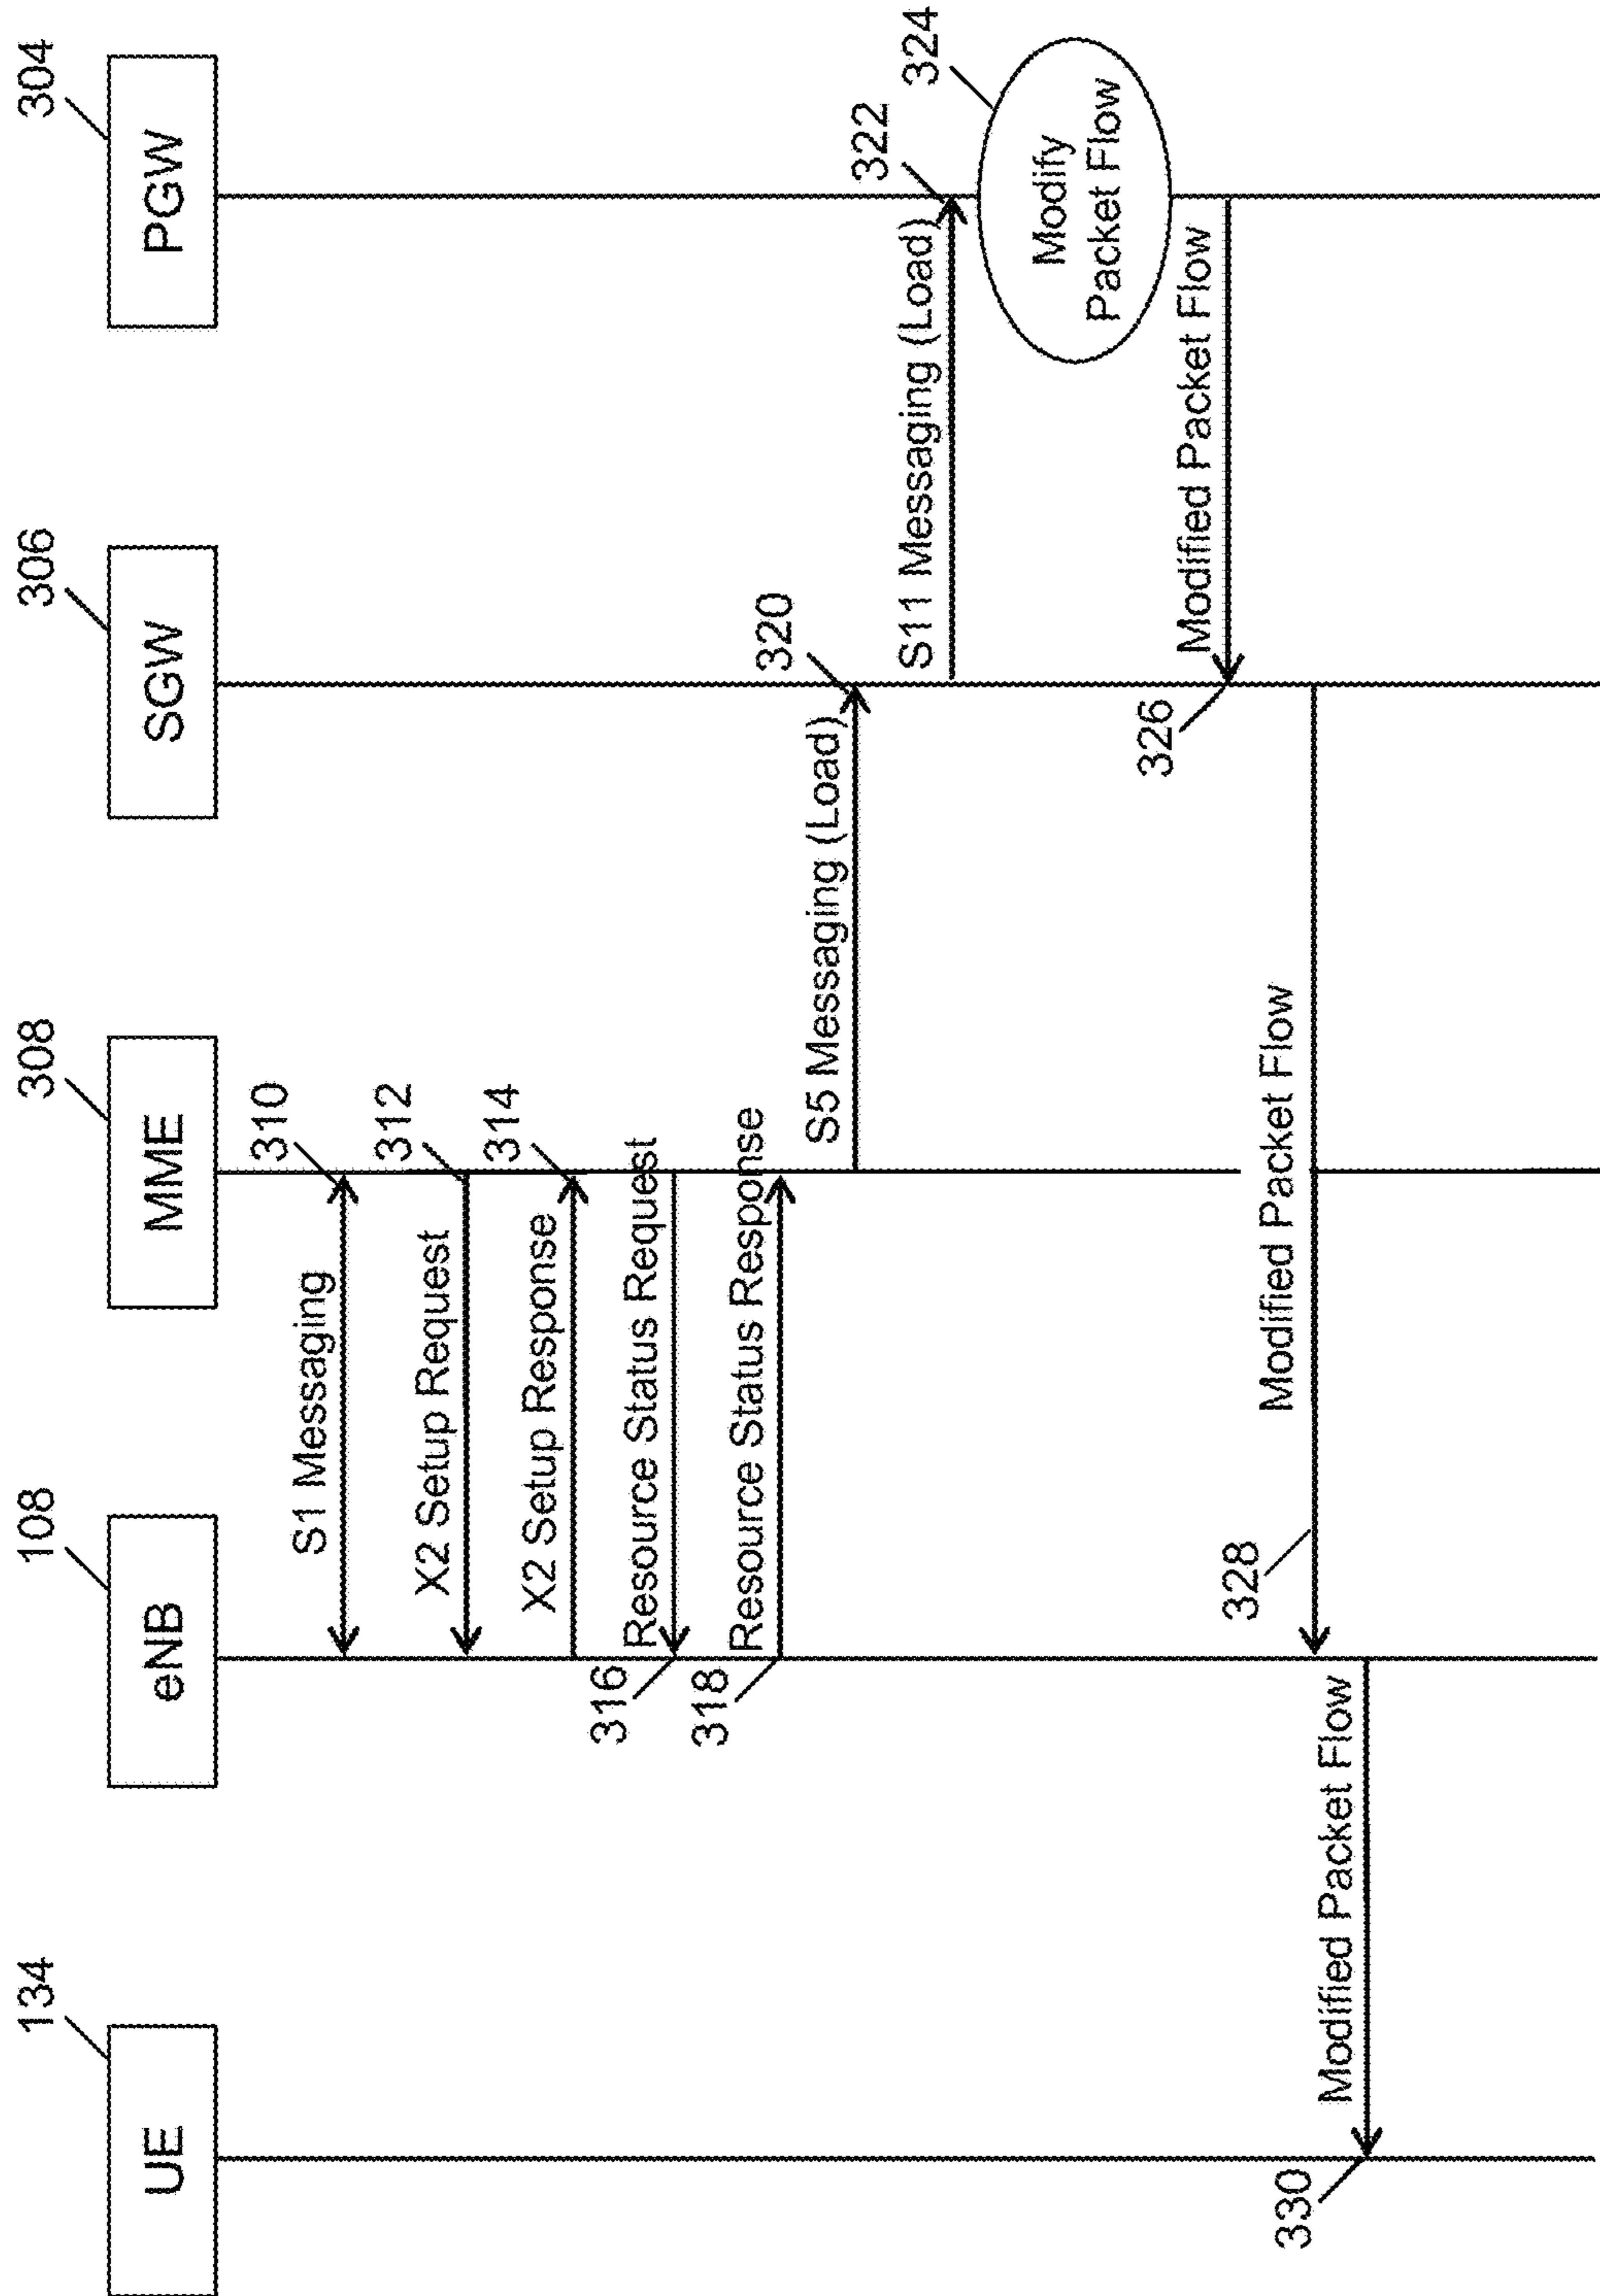 134
108
308
306
304
UE
eNB
MME
SGW
PGW
310
S1 Messaging
312
X2 Setup Request
314
X2 Setup Response
Resource Status Request
316
Resource Status Response
318
320
S5 Messaging (Load)
322
S11 Messaging (Load)
324
Modify
Packet Flow
Modified Packet Flow
326
Modified Packet Flow
328
Modified Packet Flow
330